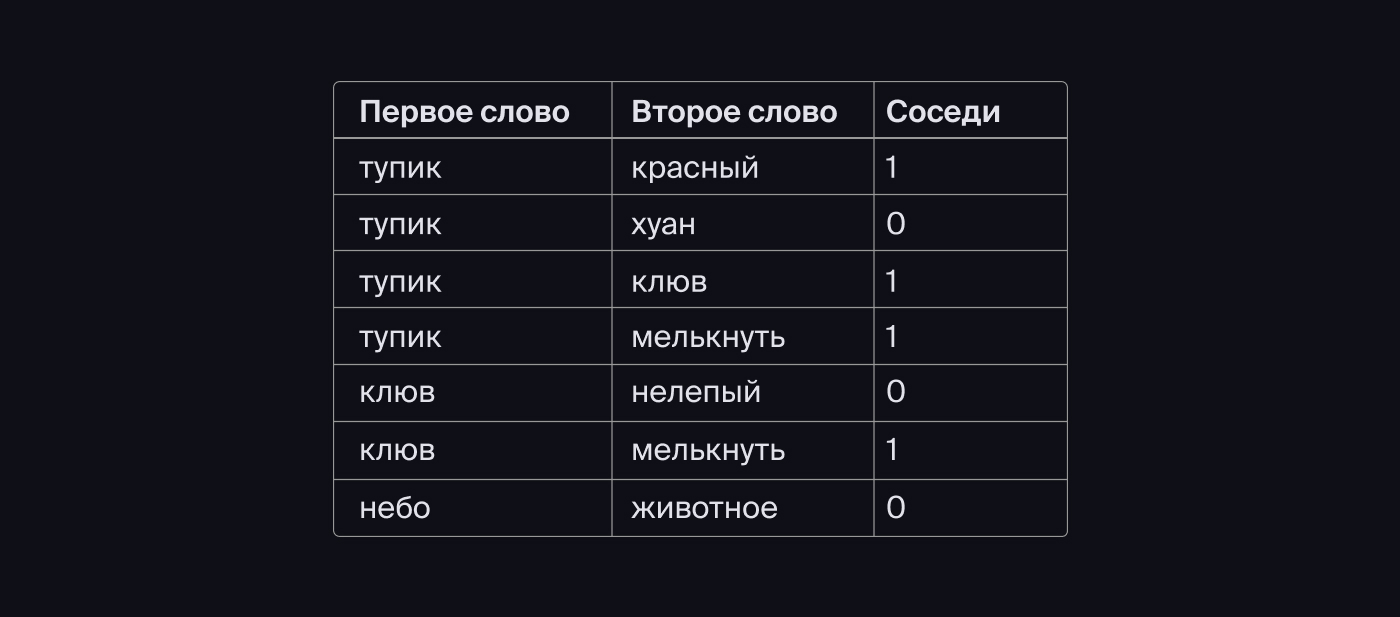 Первое слово Второе слово Соседи
тупик красный 1
тупик хуан 0
тупик клюв 1
тупик мелькнуть 1
клюв нелепый 0
клюв мелькнуть 1
небо животное 0